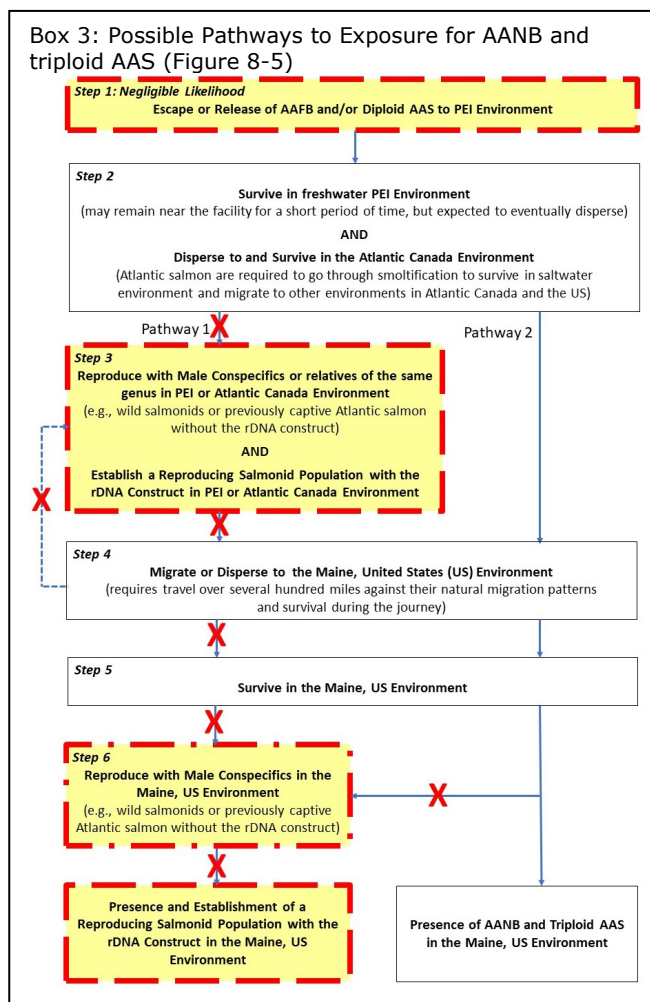 Box 3: Possible Pathways to Exposure for AANB and
triploid AAS (Figure 8-5)
Step 1: Negligible Likelihood
Escape or Release of AAFB and/or Diploid AAS to PEI Environment
Step 2
Survive in freshwater PEI Environment
(may remain near the facility for a short period of time, but expected to eventually disperse)
AND
Disperse to and Survive in the Atlantic Canada Environment
(Atlantic salmon are required to go through smoltification to survive in saltwater
environment and migrate to other environments in Atlantic Canada and the US)
Pathway 1
X
Pathway 2
Step 3
Reproduce with Male Conspecifics or relatives of the same
genus in PEI or Atlantic Canada Environment
(e.g., wild salmonids or previously captive Atlantic salmon
without the rDNA construct)
AND
Establish a Reproducing Salmonid Population with the
rDNA Construct in PEI or Atlantic Canada Environment
X
X
Step 4
Migrate or Disperse to the Maine, United States (US) Environment
(requires travel over several hundred miles against their natural migration patterns
and survival during the journey)
X
Step 5
Survive in the Maine, US Environment
X
Step 6
Reproduce with Male Conspecifics in the
Maine, US Environment
(e.g., wild salmonids or previously captive
Atlantic salmon without the rDNA construct)
X
X
Presence and Establishment of a
Reproducing Salmonid Population with the
rDNA Construct in the Maine, US
Environment
Presence of AANB and Triploid AAS
in the Maine, US Environment